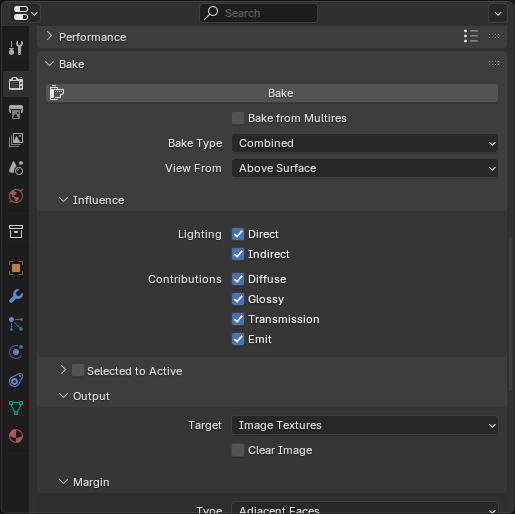 Search
Performance
Bake
Bake
Bake from Multires
Bake Type Combined
View From Above Surface
Influence
Lighting Direct
Indirect
Contributions Diffuse
Glossy
Transmission
Emit
Selected to Active
Output
Target Image Textures
Clear Image
Margin
Type Adjacent Faces